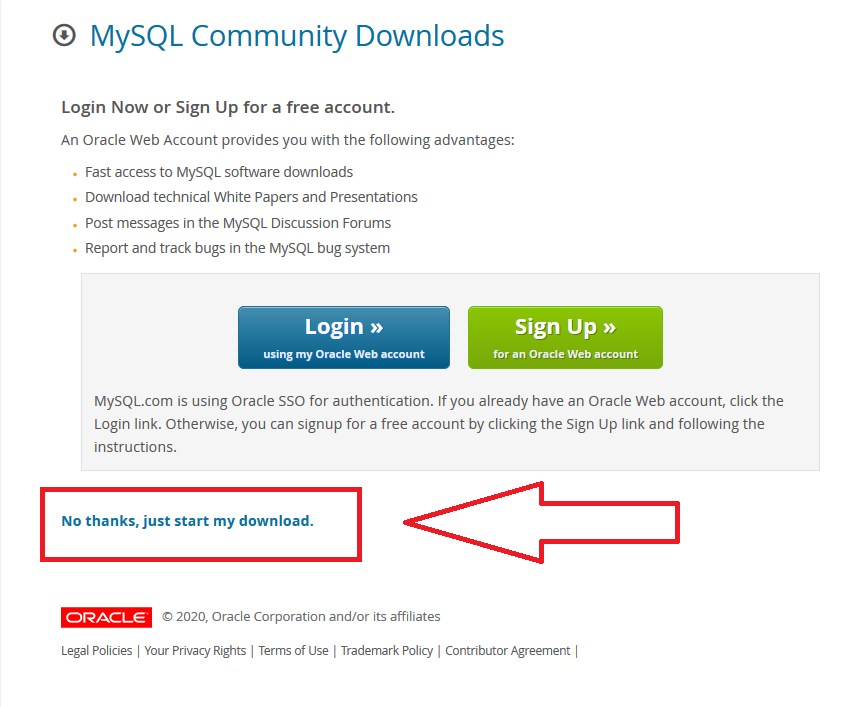 MySQL Community Downloads
Login Now or Sign Up for a free account.
An Oracle Web Account provides you with the following advantages:
Fast access to MySQL software downloads
Download technical White Papers and Presentations
Post messages in the MySQL Discussion Forums
Report and track bugs in the MySQL bug system
Login »
using my Oracle Web account
Sign Up »
for an Oracle Web account
MySQL.com is using Oracle SSO for authentication. If you already have an Oracle Web account, click the
Login link. Otherwise, you can signup for a free account by clicking the Sign Up link and following the
instructions.
No thanks, just start my download.
ORACLE © 2020, Oracle Corporation and/or its affiliates
Legal Policies | Your Privacy Rights | Terms of Use | Trademark Policy | Contributor Agreement |